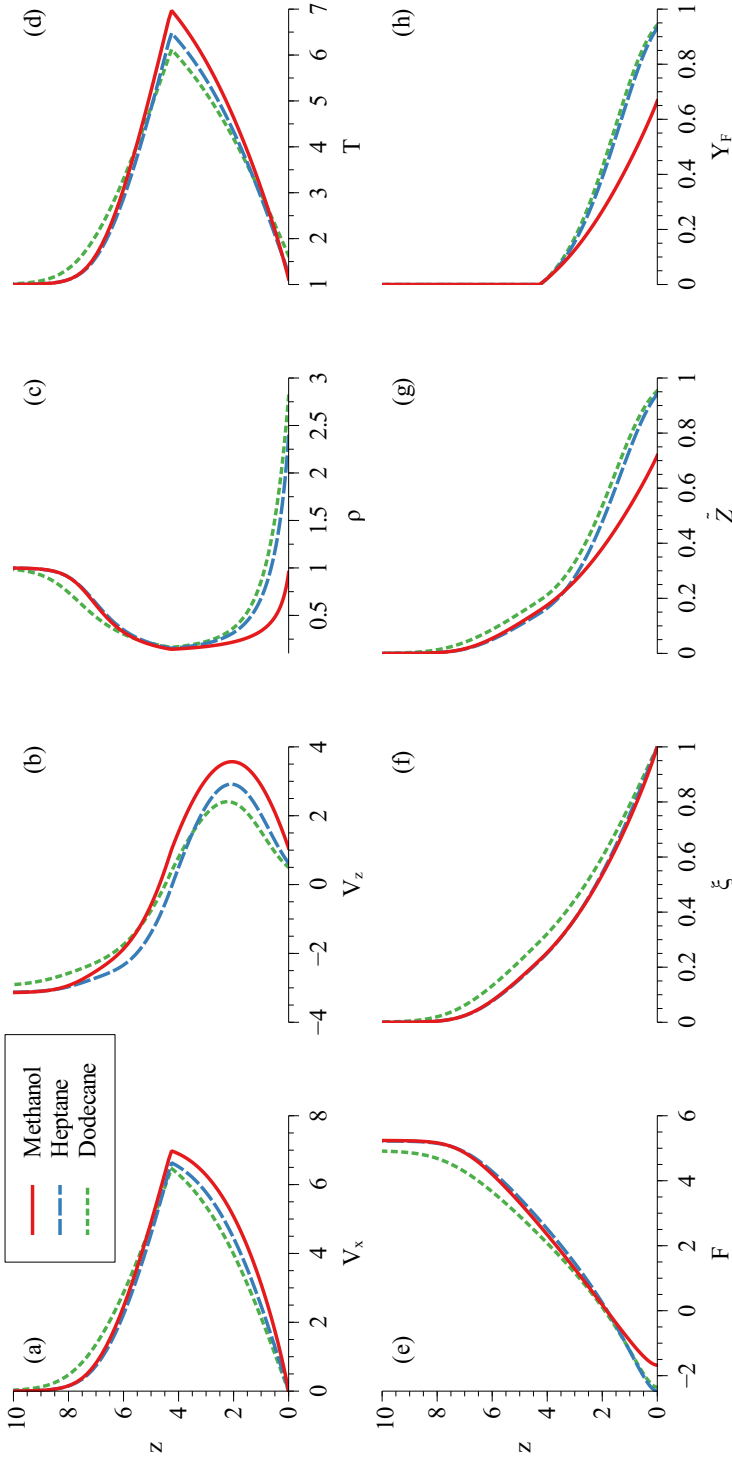 Methanol
Heptane
Dodecane
(a)
z
10
8
6
4
2
0
0 2 4 6 8
V_x
(b)
−4 −2 0 2 4
V_z
(c)
0.5 1 1.5 2 2.5 3
ρ
(d)
1 2 3 4 5 6 7
T
(e)
z
10
8
6
4
2
0
−2 0 2 4 6
F
(f)
0 0.2 0.4 0.6 0.8 1
ξ
(g)
0 0.2 0.4 0.6 0.8 1
Z̃
(h)
0 0.2 0.4 0.6 0.8 1
Y_F